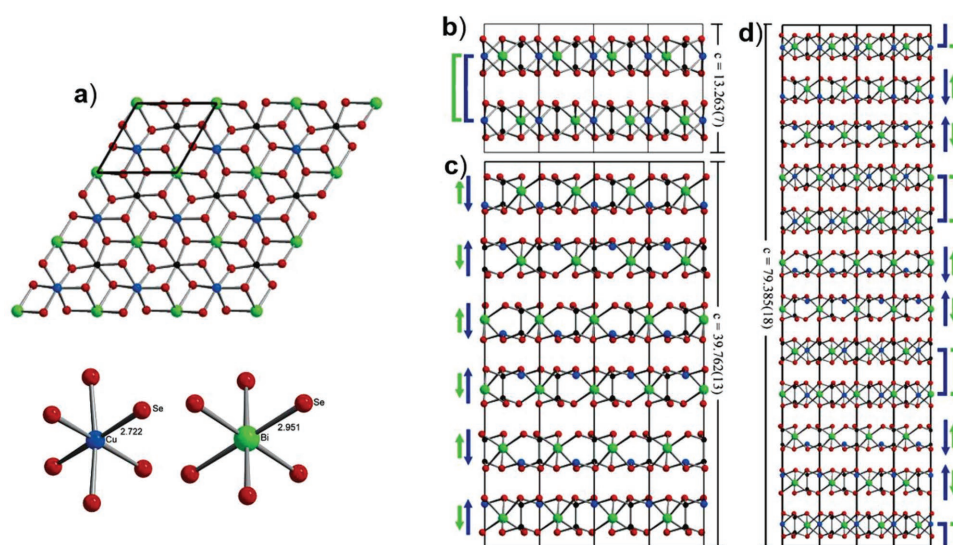 a)
Se
2.722
Cu
Se
2.951
Bi
b)
c = 13.263(7)
c)
c = 39.762(13)
d)
c = 79.385(18)